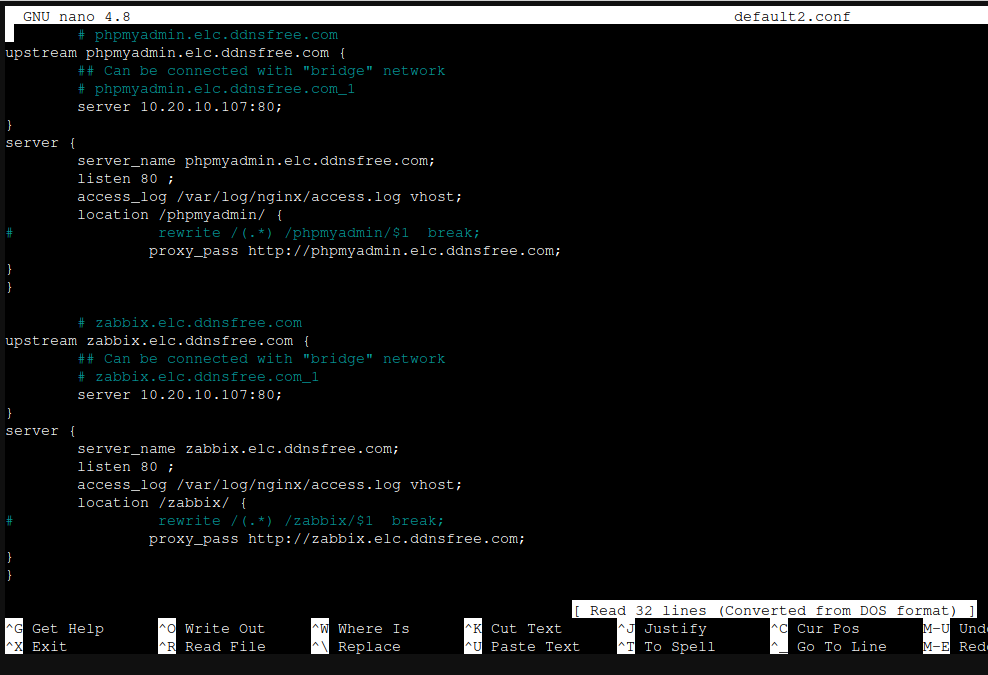 GNU nano 4.8 default2.conf
# phpmyadmin.elc.ddnsfree.com
upstream phpmyadmin.elc.ddnsfree.com {
## Can be connected with "bridge" network
# phpmyadmin.elc.ddnsfree.com_1
server 10.20.10.107:80;
}
server {
server_name phpmyadmin.elc.ddnsfree.com;
listen 80 ;
access_log /var/log/nginx/access.log vhost;
location /phpmyadmin/ {
# rewrite /(.*) /phpmyadmin/$1  break;
proxy_pass http://phpmyadmin.elc.ddnsfree.com;
}
}
# zabbix.elc.ddnsfree.com
upstream zabbix.elc.ddnsfree.com {
## Can be connected with "bridge" network
# zabbix.elc.ddnsfree.com_1
server 10.20.10.107:80;
}
server {
server_name zabbix.elc.ddnsfree.com;
listen 80 ;
access_log /var/log/nginx/access.log vhost;
location /zabbix/ {
# rewrite /(.*) /zabbix/$1  break;
proxy_pass http://zabbix.elc.ddnsfree.com;
}
}
[ Read 32 lines (Converted from DOS format) ]
^G Get Help ^O Write Out ^W Where Is ^K Cut Text ^J Justify ^C Cur Pos M-U Und
^X Exit ^R Read File ^\ Replace ^U Paste Text ^T To Spell ^_ Go To Line M-E Red